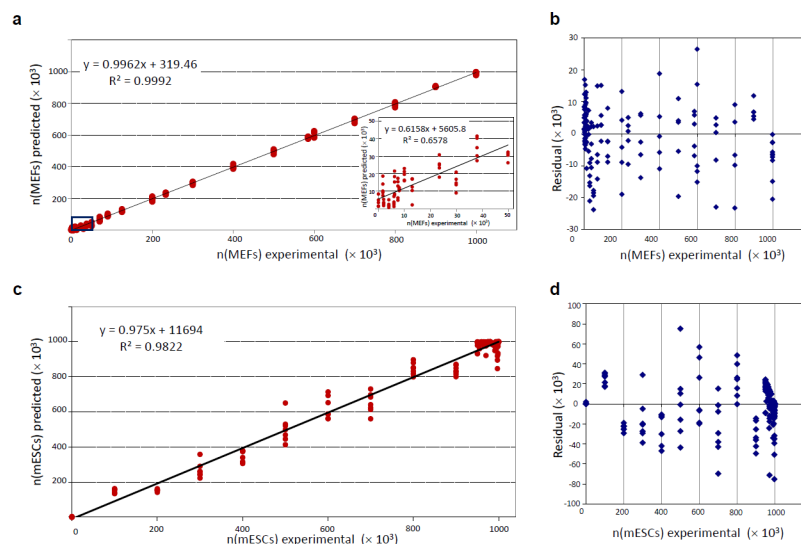 a
y = 0.9962x + 319.46
R² = 0.9992
n(MEFs) predicted (× 10³)
1000
800
600
400
200
0
0 200 400 600 800 1000
n(MEFs) experimental (× 10³)
y = 0.6158x + 5605.8
R² = 0.6578
n(MEFs) predicted (× 10³)
50
40
30
20
10
0
0 10 20 30 40 50
n(MEFs) experimental (× 10³)
b
Residual (× 10³)
30
20
10
0
-10
-20
-30
0 200 400 600 800 1000
n(MEFs) experimental (× 10³)
c
y = 0.975x + 11694
R² = 0.9822
n(mESCs) predicted (× 10³)
1000
800
600
400
200
0 200 400 600 800 1000
n(mESCs) experimental (× 10³)
d
Residual (× 10³)
100
80
60
40
20
0
-20
-40
-60
-80
-100
0 200 400 600 800 1000
n(mESCs) experimental (× 10³)